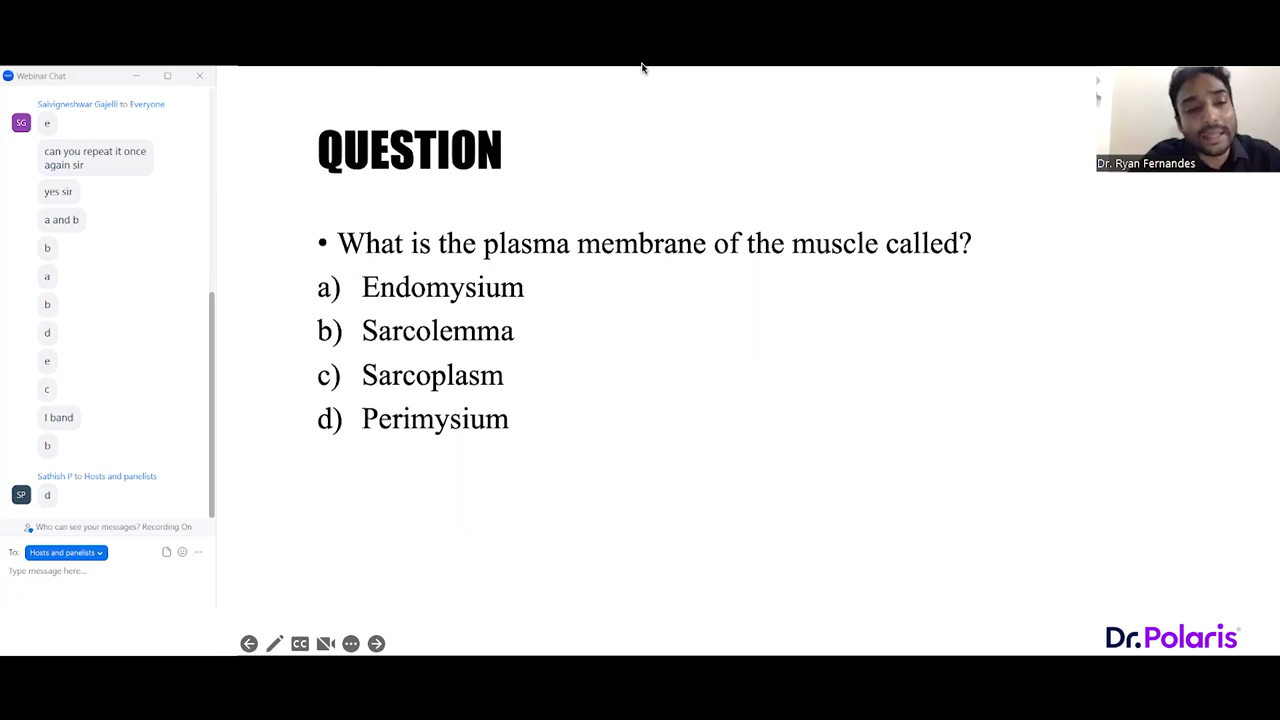 Webinar Chat
Saivigneshwar Gajelli to Everyone
SG
e
can you repeat it once
again sir
yes sir
a and b
b
a
b
d
e
c
I band
b
Sathish P to Hosts and panelists
SP
d
Who can see your messages? Recording On
To: Hosts and panelists
Type message here...
QUESTION
• What is the plasma membrane of the muscle called?
a) Endomysium
b) Sarcolemma
c) Sarcoplasm
d) Perimysium
Dr. Ryan Fernandes
CC
Dr.Polaris